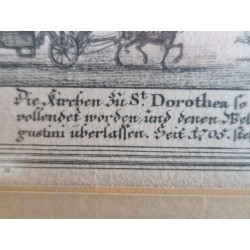 Die Kirchen Zu St. Dorothea so
vollendet worden, und denen Wel
gustini überlassen. Seit 1705. ste